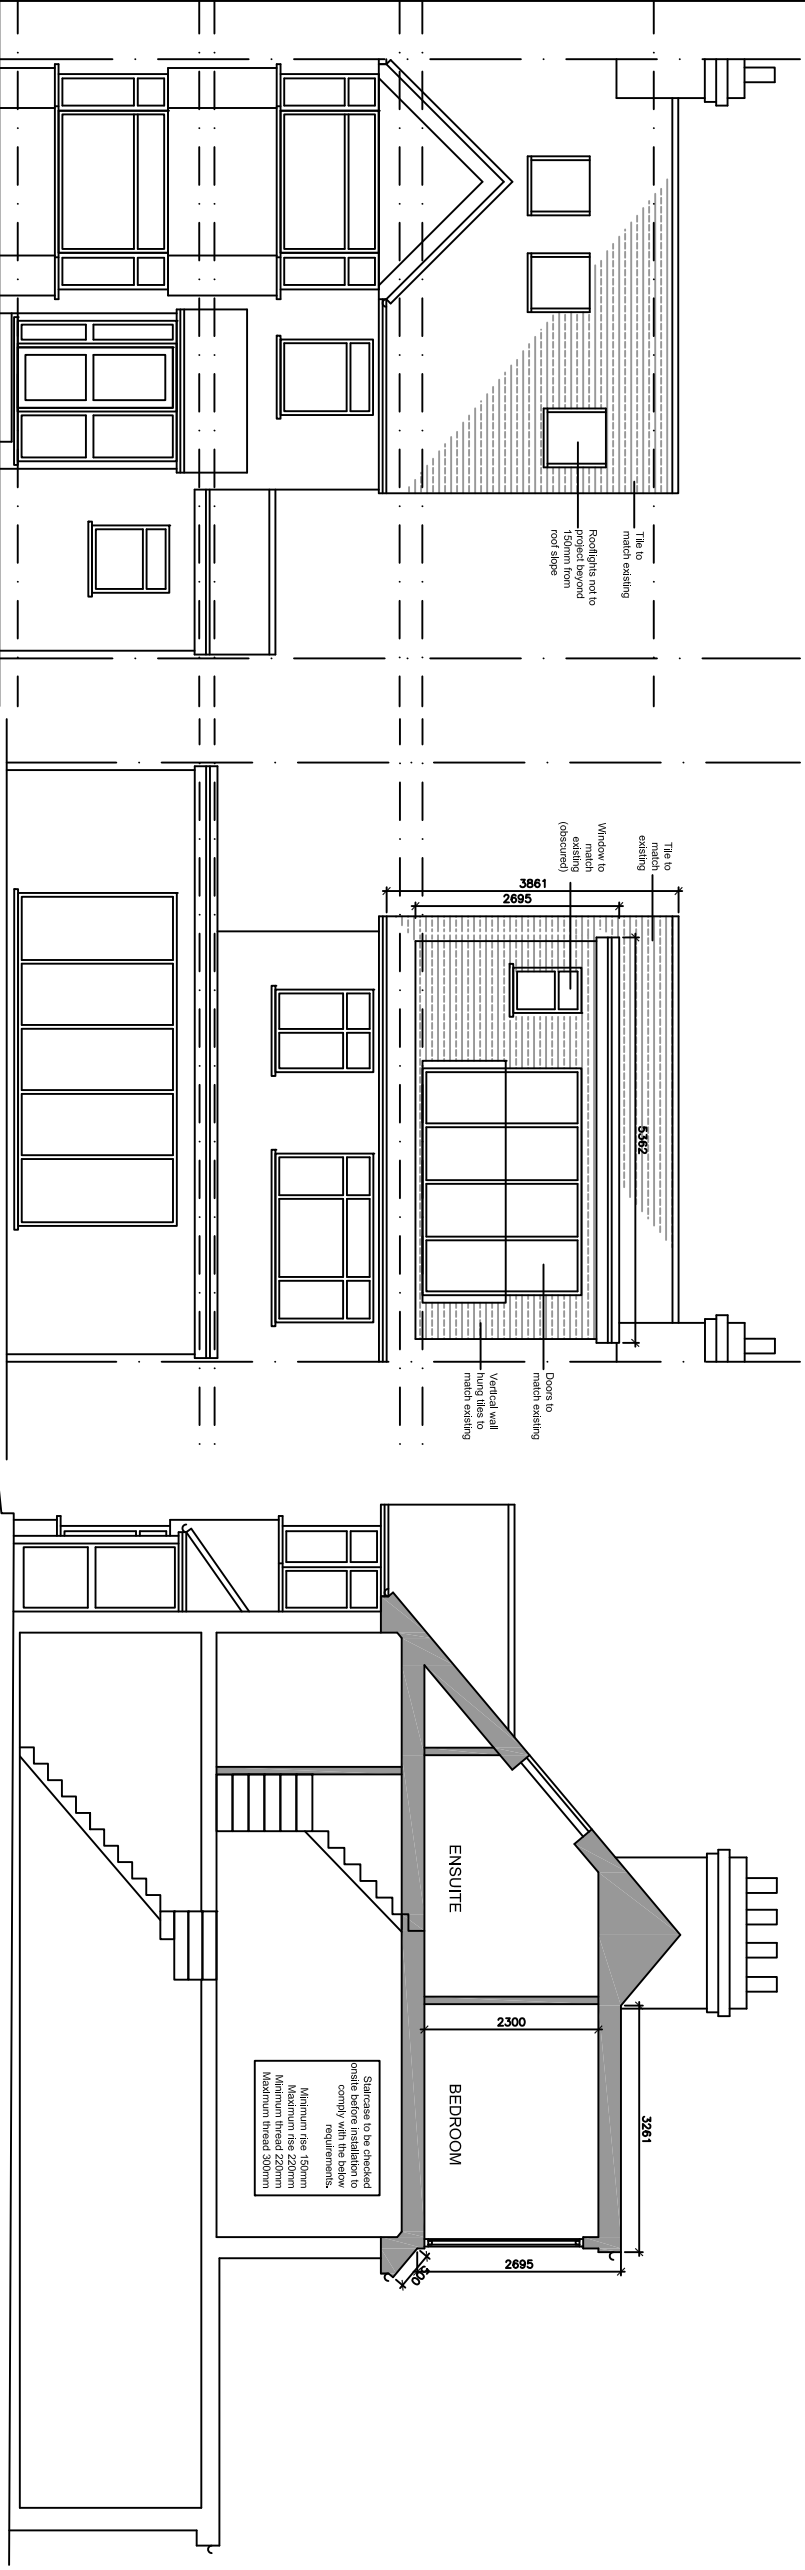 Tile to
match existing
Rooflights not to
project beyond
150mm from
roof slope
Tile to
match
existing
Window to
match
existing
(obscured)
3861
2695
5362
Doors to
match existing
Vertical wall
hung tiles to
match existing
ENSUITE
BEDROOM
2300
3261
2695
Staircase to be checked
onsite before installation to
comply with the below
requirements.
Minimum rise 150mm
Maximum rise 220mm
Minimum thread 220mm
Maximum thread 300mm